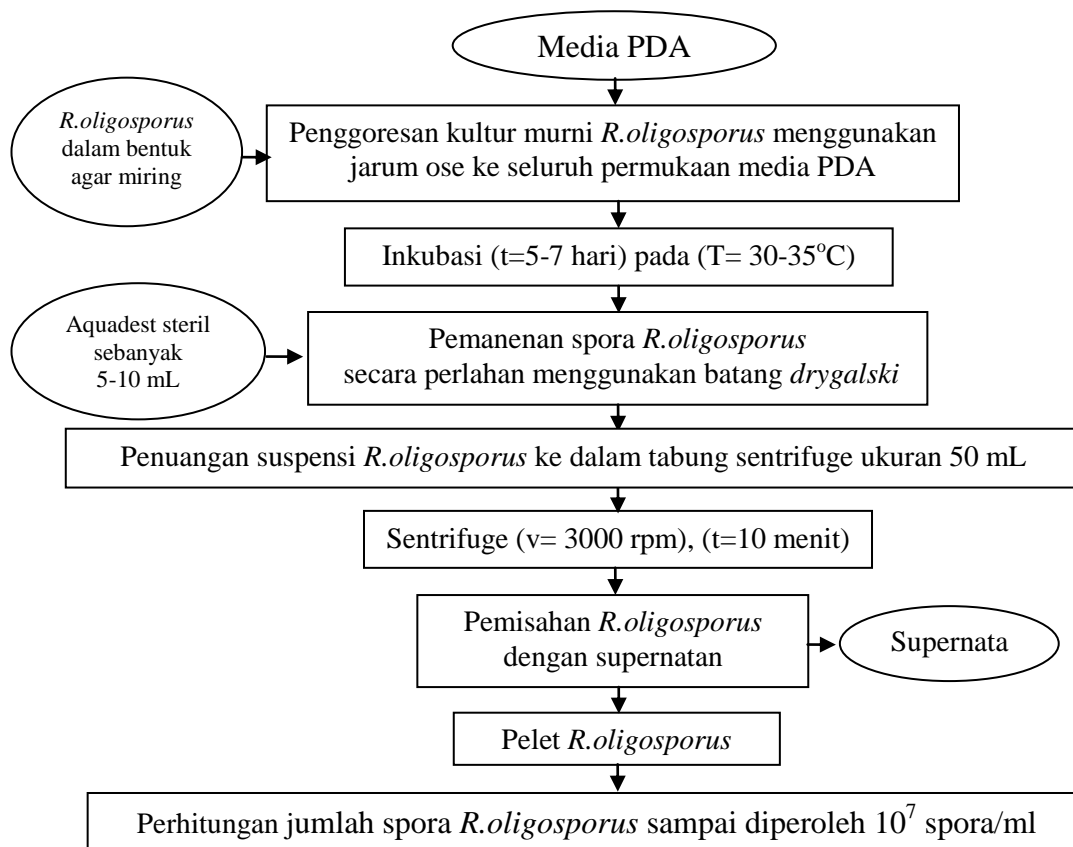 Media PDA
R.oligosporus
dalam bentuk
agar miring
Penggoresan kultur murni R.oligosporus menggunakan
jarum ose ke seluruh permukaan media PDA
Inkubasi (t=5-7 hari) pada (T= 30-35°C)
Aquadest steril
sebanyak
5-10 mL
Pemanenan spora R.oligosporus
secara perlahan menggunakan batang drygalski
Penuangan suspensi R.oligosporus ke dalam tabung sentrifuge ukuran 50 mL
Sentrifuge (v= 3000 rpm), (t=10 menit)
Pemisahan R.oligosporus
dengan supernatan
Supernata
Pelet R.oligosporus
Perhitungan jumlah spora R.oligosporus sampai diperoleh 10⁷ spora/ml